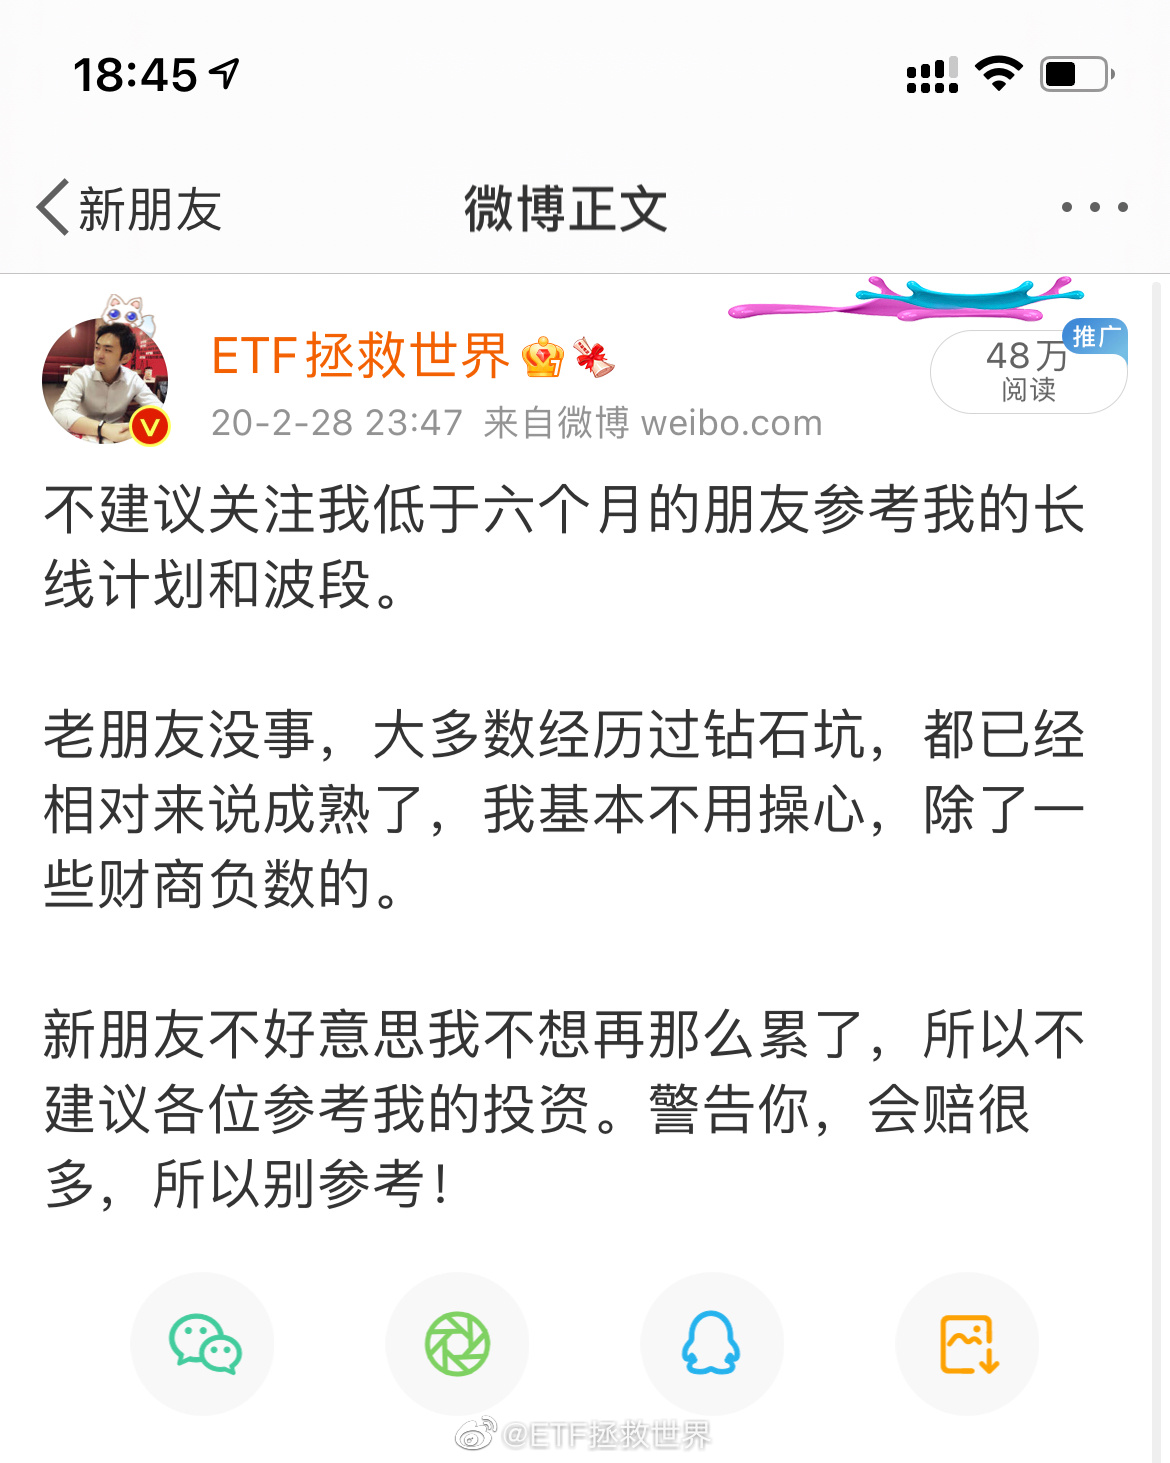 18:45
新朋友
微博正文
ETF拯救世界
48万
推广
阅读
20-2-28 23:47 来自微博 weibo.com
不建议关注我低于六个月的朋友参考我的长
线计划和波段。
老朋友没事，大多数经历过钻石坑，都已经
相对来说成熟了，我基本不用操心，除了一
些财商负数的。
新朋友不好意思我不想再那么累了，所以不
建议各位参考我的投资。警告你，会赔很
多，所以别参考！
@ETF拯救世界